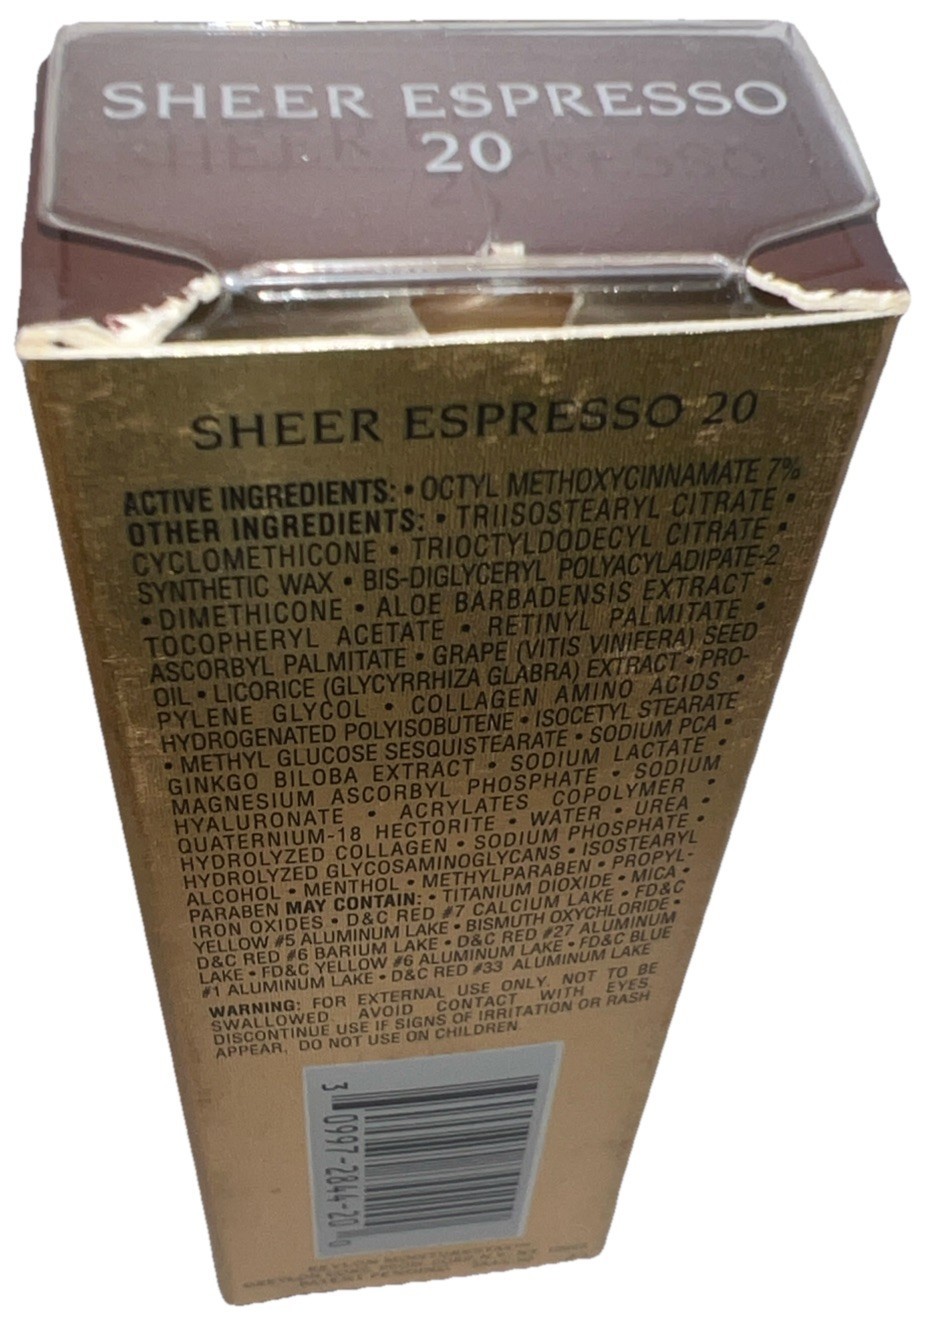 SHEER ESPRESSO
20
SHEER ESPRESSO 20
ACTIVE INGREDIENTS: • OCTYL METHOXYCINNAMATE 7%
OTHER INGREDIENTS: • TRIISOSTEARYL CITRATE •
CYCLOMETHICONE • TRIOCTYLDODECYL CITRATE •
SYNTHETIC WAX • BIS-DIGLYCERYL POLYACYLADIPATE-2
• DIMETHICONE • ALOE BARBADENSIS EXTRACT •
TOCOPHERYL ACETATE • RETINYL PALMITATE •
ASCORBYL PALMITATE • GRAPE (VITIS VINIFERA) SEED
OIL • LICORICE (GLYCYRRHIZA GLABRA) EXTRACT • PRO-
PYLENE GLYCOL • COLLAGEN AMINO ACIDS •
HYDROGENATED POLYISOBUTENE • ISOCETYL STEARATE
• METHYL GLUCOSE SESQUISTEARATE • SODIUM PCA •
GINKGO BILOBA EXTRACT • SODIUM LACTATE •
MAGNESIUM ASCORBYL PHOSPHATE • SODIUM
HYALURONATE • ACRYLATES COPOLYMER •
QUATERNIUM-18 HECTORITE • WATER • UREA •
HYDROLYZED COLLAGEN • SODIUM PHOSPHATE •
HYDROLYZED GLYCOSAMINOGLYCANS • ISOSTEARYL
ALCOHOL • MENTHOL • METHYLPARABEN • PROPYL-
PARABEN MAY CONTAIN: • TITANIUM DIOXIDE • MICA •
IRON OXIDES • D&C RED #7 CALCIUM LAKE • FD&C
YELLOW #5 ALUMINUM LAKE • BISMUTH OXYCHLORIDE •
D&C RED #6 BARIUM LAKE • D&C RED #27 ALUMINUM
LAKE • FD&C YELLOW #6 ALUMINUM LAKE • FD&C BLUE
#1 ALUMINUM LAKE • D&C RED #33 ALUMINUM LAKE
WARNING: FOR EXTERNAL USE ONLY. NOT TO BE
SWALLOWED. AVOID CONTACT WITH EYES.
DISCONTINUE USE IF SIGNS OF IRRITATION OR RASH
APPEAR. DO NOT USE ON CHILDREN.
3 0997-2844-20 0
REVLON MOISTURESTAY
PATENT PENDING